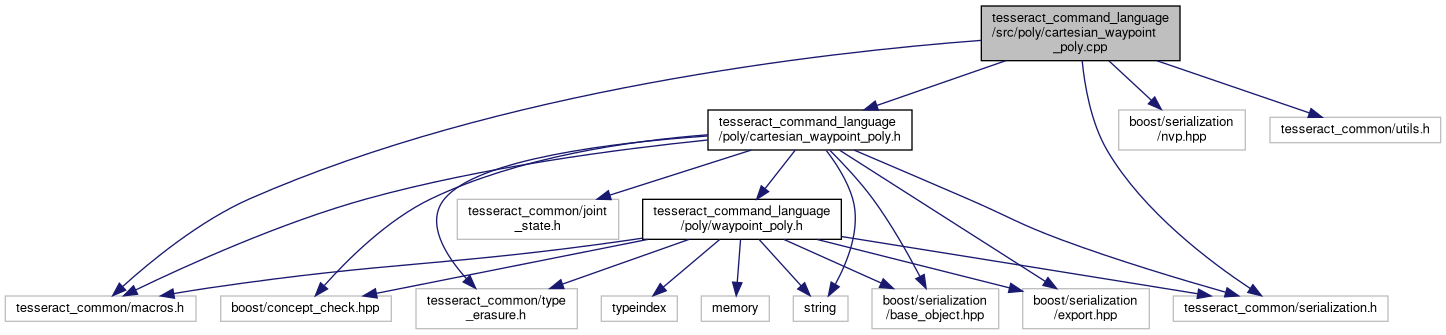 tesseract_command_language
/src/poly/cartesian_waypoint
_poly.cpp
tesseract_command_language
/poly/cartesian_waypoint_poly.h
boost/serialization
/nvp.hpp
tesseract_common/utils.h
tesseract_common/joint
_state.h
tesseract_command_language
/poly/waypoint_poly.h
tesseract_common/macros.h
boost/concept_check.hpp
tesseract_common/type
_erasure.h
typeindex
memory
string
boost/serialization
/base_object.hpp
boost/serialization
/export.hpp
tesseract_common/serialization.h